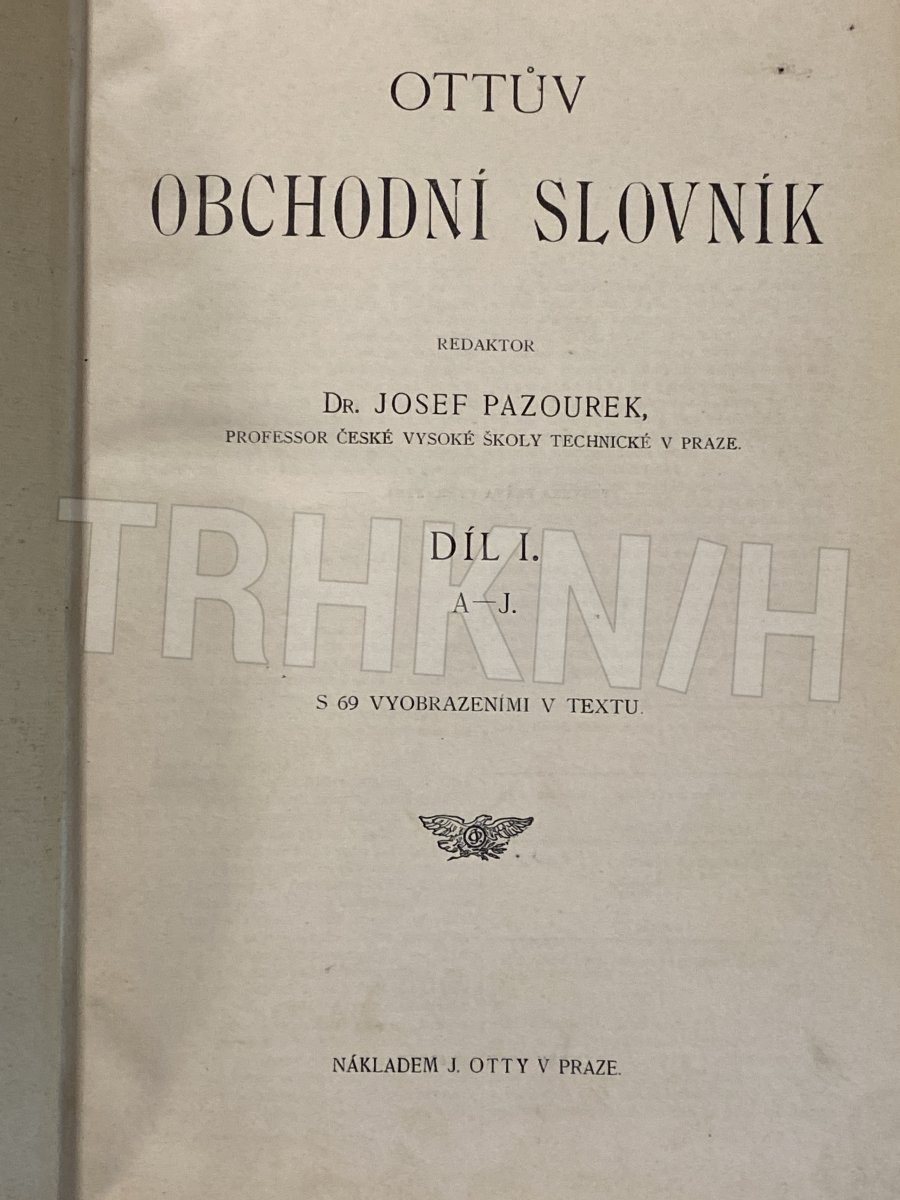 OTTŮV
OBCHODNÍ SLOVNÍK
REDAKTOR
DR. JOSEF PAZOUREK,
PROFESSOR ČESKÉ VYSOKÉ ŠKOLY TECHNICKÉ V PRAZE.
DÍL I.
TRHKN/H
A—J.
S 69 VYOBRAZENÍMI V TEXTU.
NÁKLADEM J. OTTY V PRAZE.